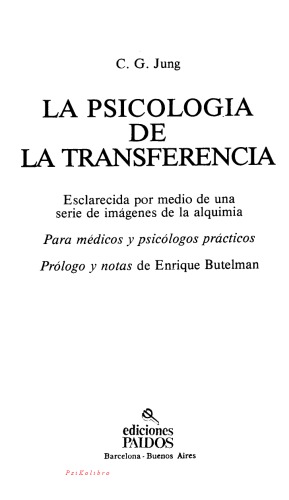 C. G. Jung
LA PSICOLOGIA
DE
LA TRANSFERENCIA
Esclarecida por medio de una
serie de imágenes de la alquimia
Para médicos y psicólogos prácticos
Prólogo y notas de Enrique Butelman
ediciones
PAIDOS
Barcelona - Buenos Aires
PsiKolibro